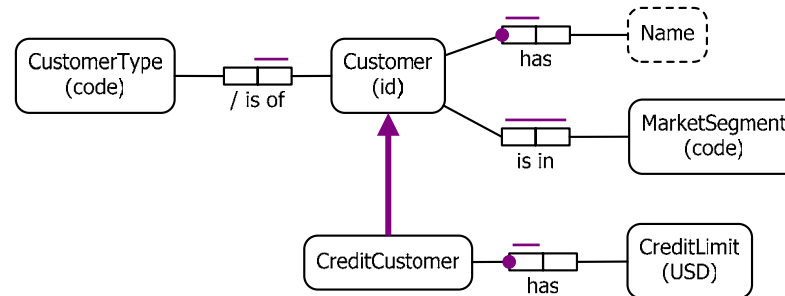 CustomerType
(code)
/ is of
Customer
(id)
has
Name
is in
MarketSegment
(code)
CreditCustomer
has
CreditLimit
(USD)